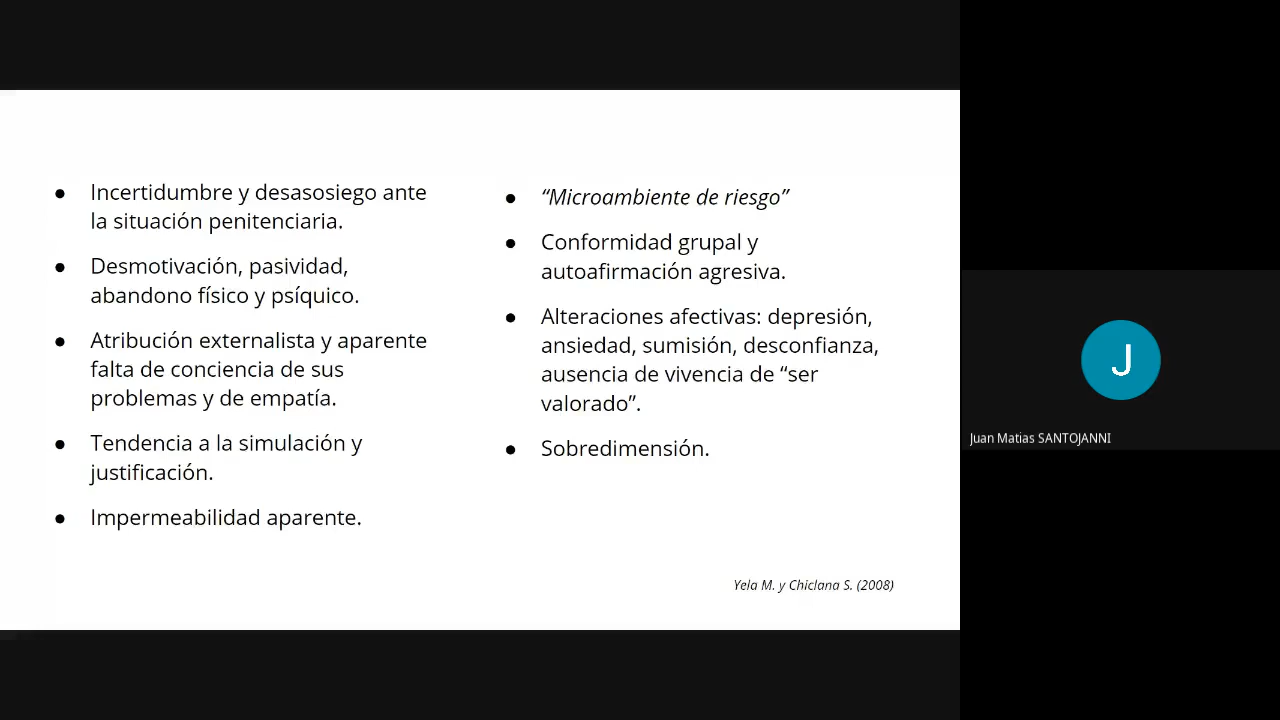 ● Incertidumbre y desasosiego ante
la situación penitenciaria.
● Desmotivación, pasividad,
abandono físico y psíquico.
● Atribución externalista y aparente
falta de conciencia de sus
problemas y de empatía.
● Tendencia a la simulación y
justificación.
● Impermeabilidad aparente.
● “Microambiente de riesgo”
● Conformidad grupal y
autoafirmación agresiva.
● Alteraciones afectivas: depresión,
ansiedad, sumisión, desconfianza,
ausencia de vivencia de “ser
valorado”.
● Sobredimensión.
Yela M. y Chiclana S. (2008)
J
Juan Matias SANTOJANNI